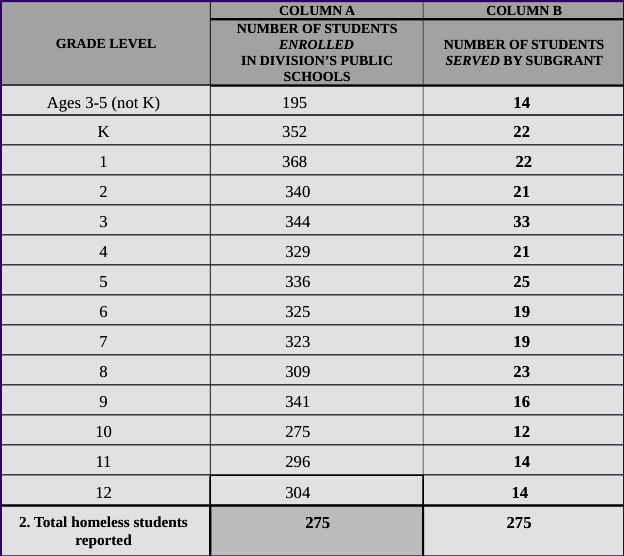 GRADE LEVEL
COLUMN A
NUMBER OF STUDENTS
ENROLLED
IN DIVISION'S PUBLIC
SCHOOLS
COLUMN B
NUMBER OF STUDENTS
SERVED BY SUBGRANT
Ages 3-5 (not K) 195 14
K 352 22
1 368 22
2 340 21
3 344 33
4 329 21
5 336 25
6 325 19
7 323 19
8 309 23
9 341 16
10 275 12
11 296 14
12 304 14
2. Total homeless students
reported
275 275